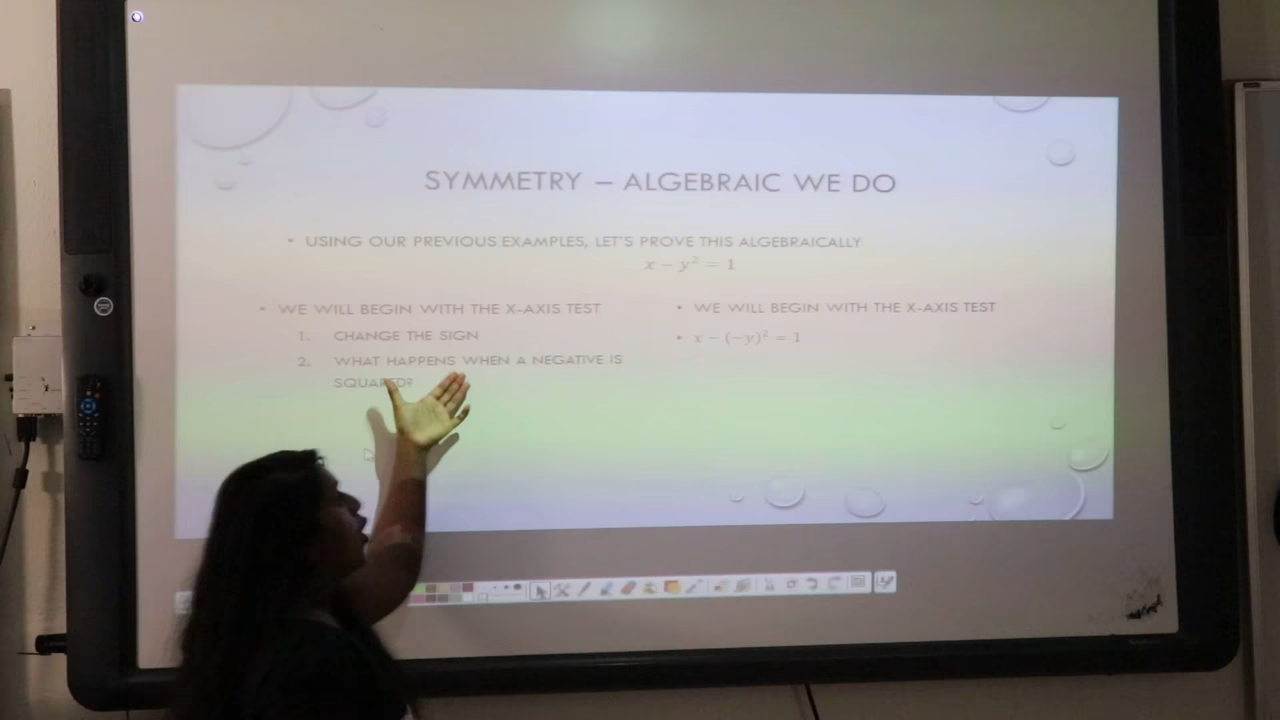 SYMMETRY – ALGEBRAIC WE DO
• USING OUR PREVIOUS EXAMPLES, LET'S PROVE THIS ALGEBRAICALLY
x − y² = 1
• WE WILL BEGIN WITH THE X-AXIS TEST
1. CHANGE THE SIGN
2. WHAT HAPPENS WHEN A NEGATIVE IS
SQUARED?
• WE WILL BEGIN WITH THE X-AXIS TEST
• x − (−y)² = 1